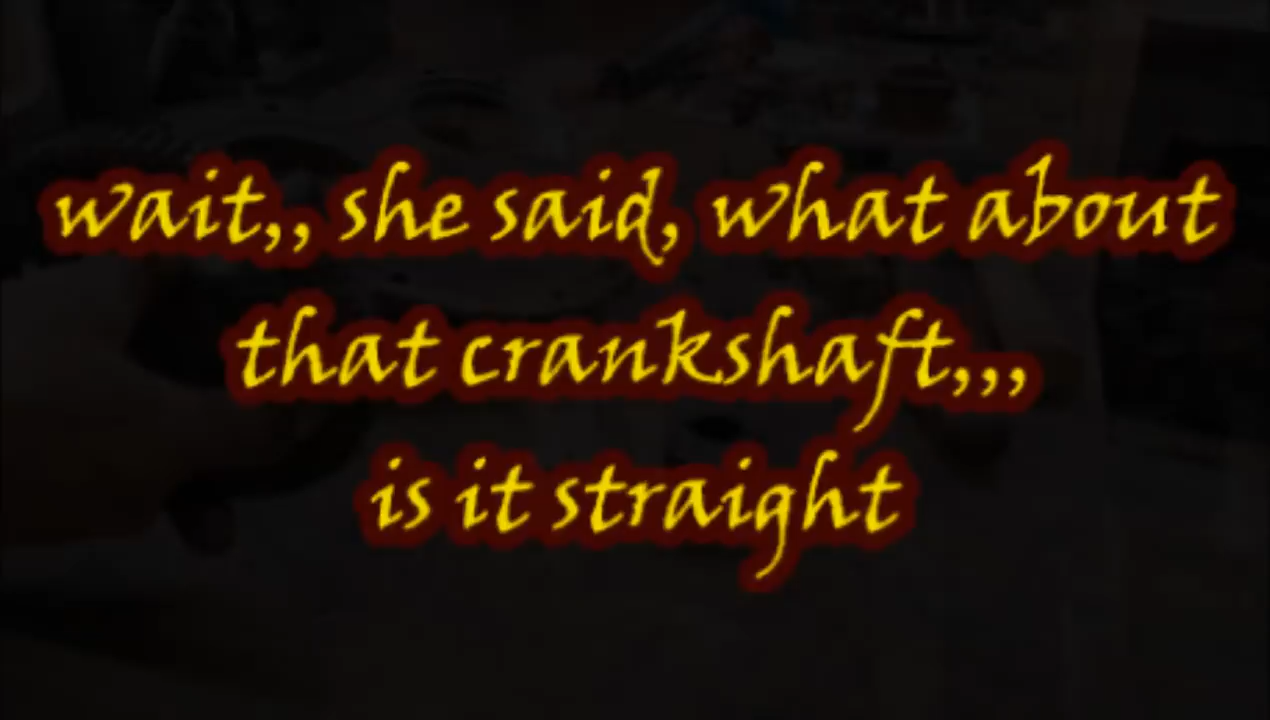 wait,, she said, what about
that crankshaft,,,
is it straight